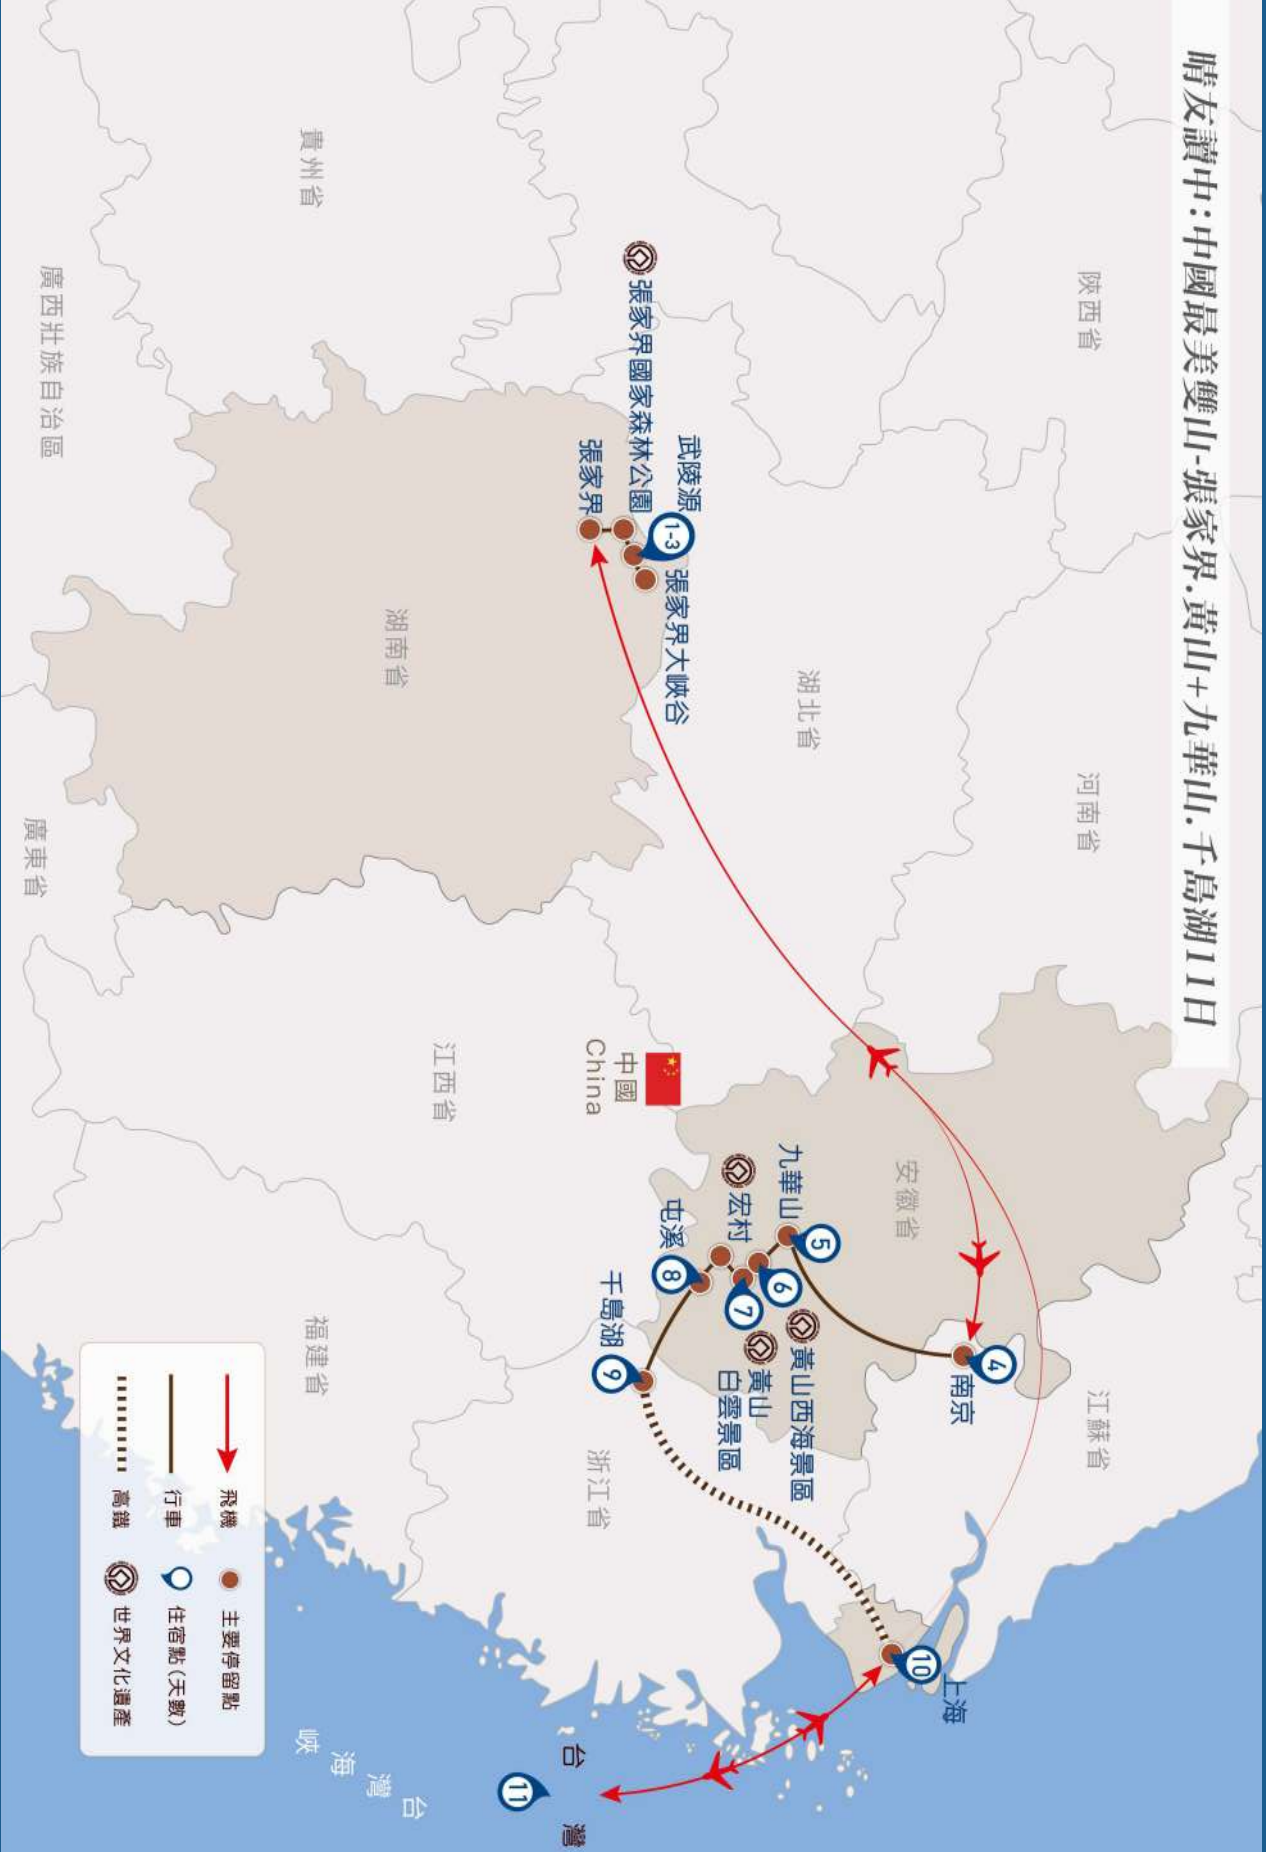 晴友讀中:中國最美雙山-張家界.黃山+九華山.千島湖11日
陝西省
河南省
江蘇省
湖北省
安徽省
4
南京
武陵源
1-3
張家界大峽谷
張家界國家森林公園
張家界
九華山
5
宏村
6
7
屯溪
8
黃山西海景區
黃山
白雲景區
中國
China
千島湖
9
10
上海
貴州省
湖南省
江西省
浙江省
福建省
廣西壯族自治區
廣東省
台灣
11
台灣海峽
飛機
行車
高鐵
主要停留點
住宿點(天數)
世界文化遺產